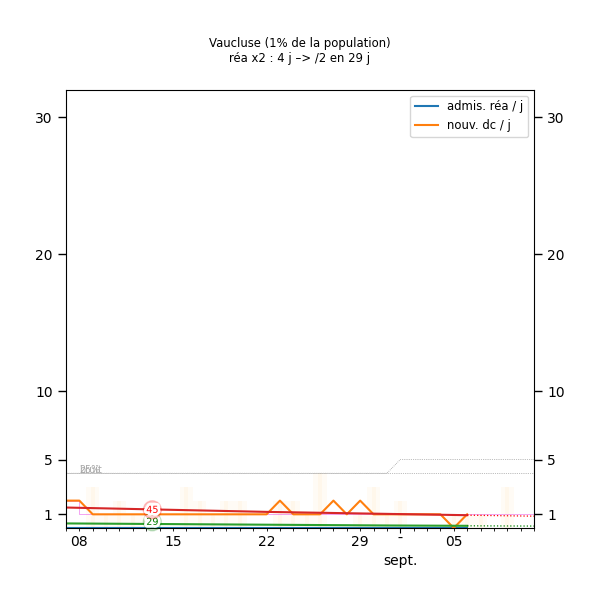 Vaucluse (1% de la population)
réa x2 : 4 j –> /2 en 29 j
admis. réa / j
nouv. dc / j
30 30
20 20
10 10
5 5
1 1
25%
45
29
08 15 22 29 - 05
sept.